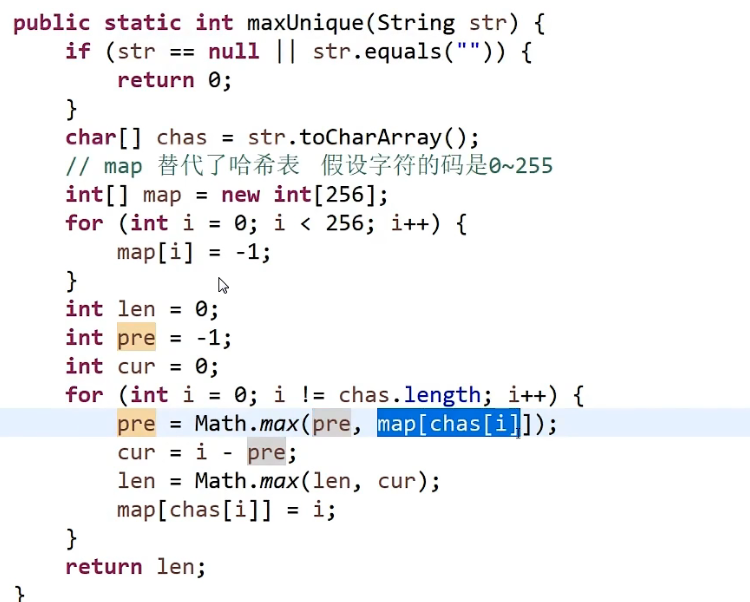 public static int maxUnique(String str) {
if (str == null || str.equals("")) {
return 0;
}
char[] chas = str.toCharArray();
// map 替代了哈希表 假设字符的码是0~255
int[] map = new int[256];
for (int i = 0; i < 256; i++) {
map[i] = -1;
}
int len = 0;
int pre = -1;
int cur = 0;
for (int i = 0; i != chas.length; i++) {
pre = Math.max(pre, map[chas[i]]);
cur = i - pre;
len = Math.max(len, cur);
map[chas[i]] = i;
}
return len;
}